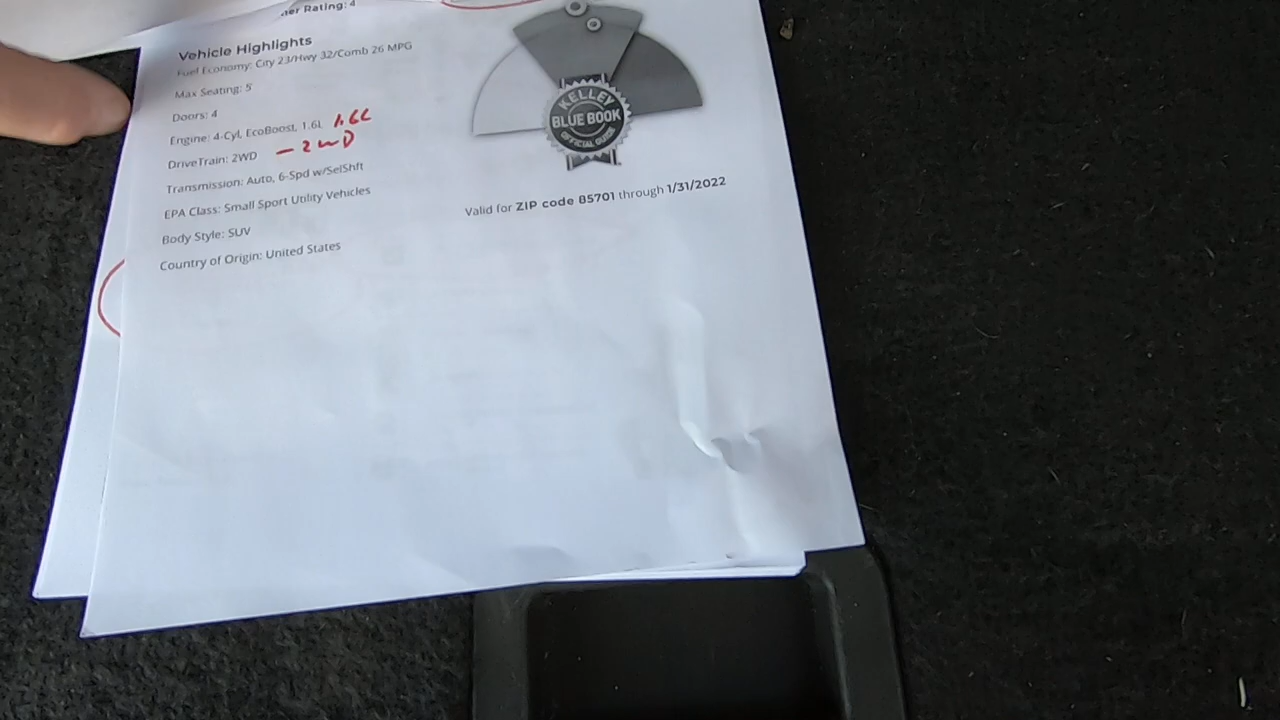 er Rating: 4
Vehicle Highlights
Fuel Economy: City 23/Hwy 32/Comb 26 MPG
Max Seating: 5
Doors: 4
Engine: 4-Cyl, EcoBoost, 1.6L 1.6L
DriveTrain: 2WD — 2WD
Transmission: Auto, 6-Spd w/SelShft
EPA Class: Small Sport Utility Vehicles
Body Style: SUV
Country of Origin: United States
KELLEY
BLUE BOOK
OFFICIAL GUIDE
Valid for ZIP code 85701 through 1/31/2022